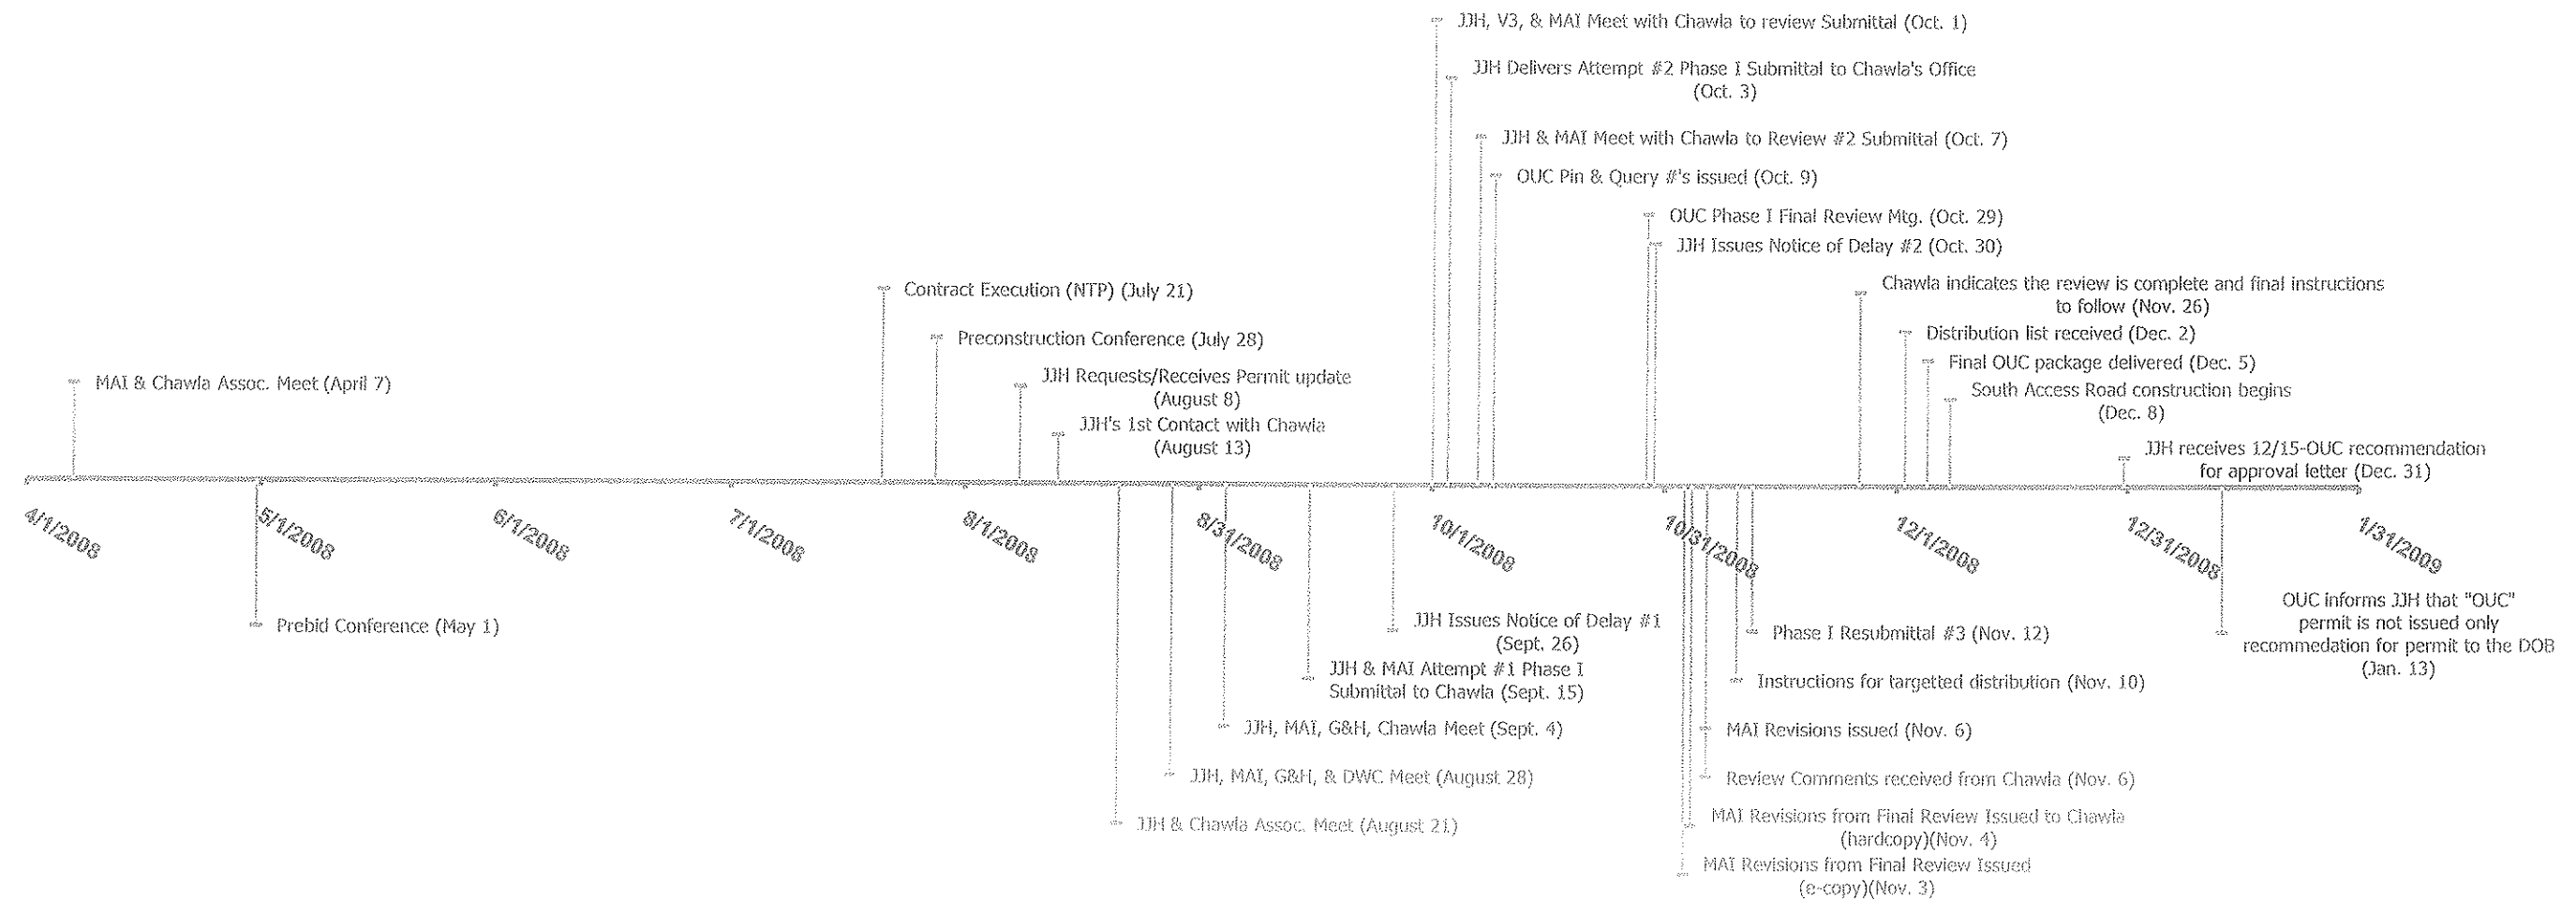 JJH, V3, & MAI Meet with Chawla to review Submittal (Oct. 1)
JJH Delivers Attempt #2 Phase I Submittal to Chawla's Office
(Oct. 3)
JJH & MAI Meet with Chawla to Review #2 Submittal (Oct. 7)
OUC Pin & Query #'s issued (Oct. 9)
OUC Phase I Final Review Mtg. (Oct. 29)
JJH Issues Notice of Delay #2 (Oct. 30)
Contract Execution (NTP) (July 21)
Chawla indicates the review is complete and final instructions
to follow (Nov. 26)
Preconstruction Conference (July 28)
Distribution list received (Dec. 2)
Final OUC package delivered (Dec. 5)
MAI & Chawla Assoc. Meet (April 7)
JJH Requests/Receives Permit update
(August 8)
South Access Road construction begins
(Dec. 8)
JJH's 1st Contact with Chawla
(August 13)
JJH receives 12/15-OUC recommendation
for approval letter (Dec. 31)
4/1/2008
5/1/2008
6/1/2008
7/1/2008
8/1/2008
8/31/2008
10/1/2008
10/31/2008
12/1/2008
12/31/2008
1/31/2009
Prebid Conference (May 1)
JJH Issues Notice of Delay #1
(Sept. 26)
Phase I Resubmittal #3 (Nov. 12)
OUC informs JJH that "OUC"
permit is not issued only
recommedation for permit to the DOB
(Jan. 13)
JJH & MAI Attempt #1 Phase I
Submittal to Chawla (Sept. 15)
Instructions for targetted distribution (Nov. 10)
JJH, MAI, G&H, Chawla Meet (Sept. 4)
MAI Revisions issued (Nov. 6)
JJH, MAI, G&H, & DWC Meet (August 28)
Review Comments received from Chawla (Nov. 6)
JJH & Chawla Assoc. Meet (August 21)
MAI Revisions from Final Review Issued to Chawla
(hardcopy)(Nov. 4)
MAI Revisions from Final Review Issued
(e-copy)(Nov. 3)